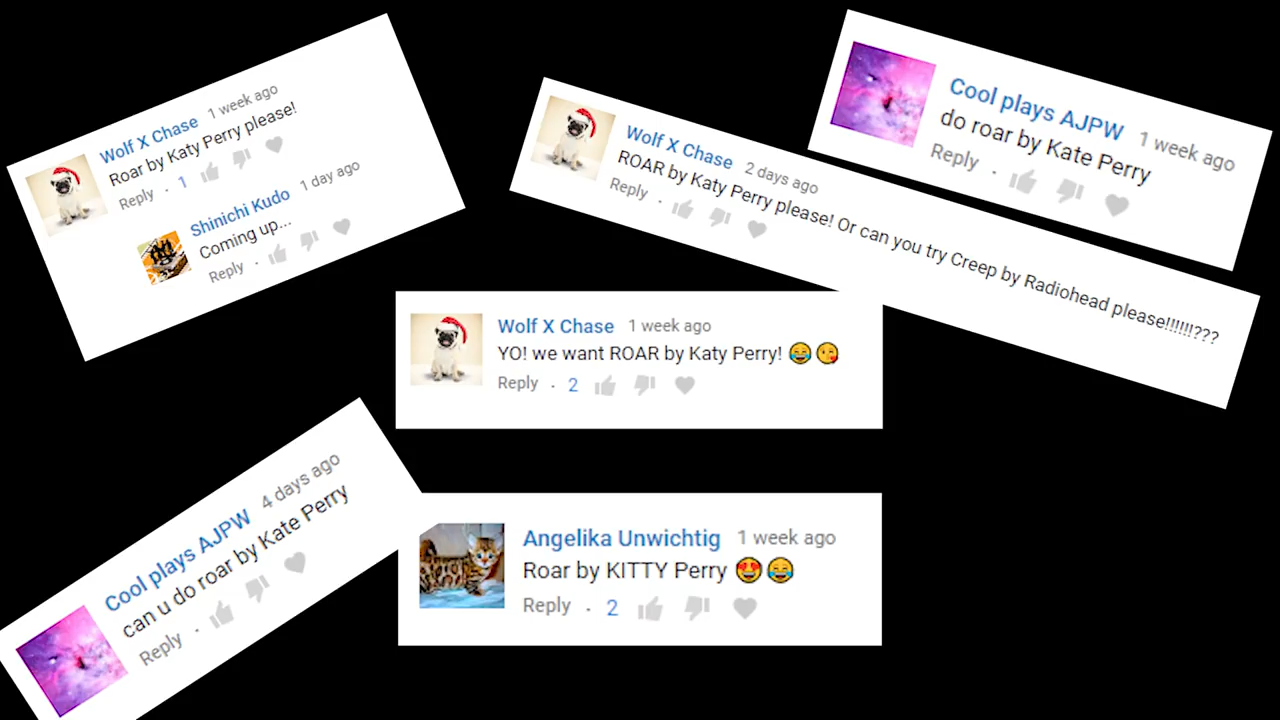 Wolf X Chase 1 week ago
Roar by Katy Perry please!
Reply · 1
Shinichi Kudo 1 day ago
Coming up...
Reply ·
Wolf X Chase 2 days ago
ROAR by Katy Perry please! Or can you try Creep by Radiohead please!!!!!!???
Reply ·
Cool plays AJPW 1 week ago
do roar by Kate Perry
Reply ·
Wolf X Chase 1 week ago
YO! we want ROAR by Katy Perry! 😂😘
Reply · 2
Cool plays AJPW 4 days ago
can u do roar by Kate Perry
Reply ·
Angelika Unwichtig 1 week ago
Roar by KITTY Perry 😍😂
Reply · 2